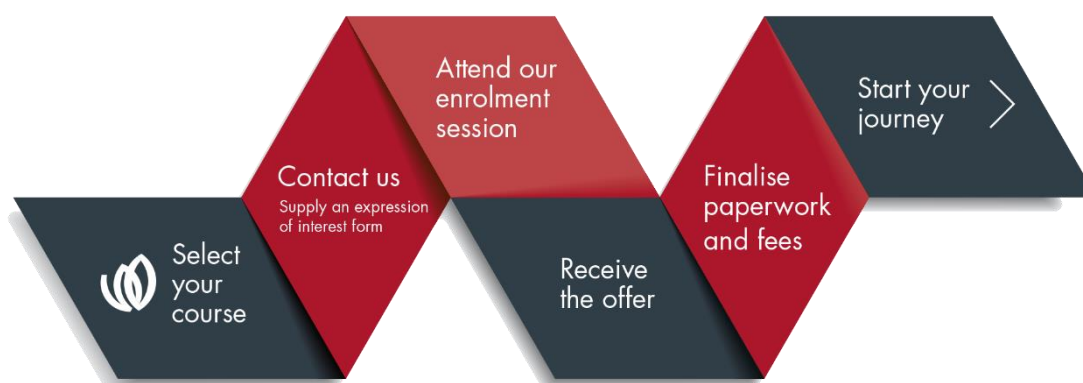 Select
your
course
Contact us
Supply an expression
of interest form
Attend our
enrolment
session
Receive
the offer
Finalise
paperwork
and fees
Start your
journey